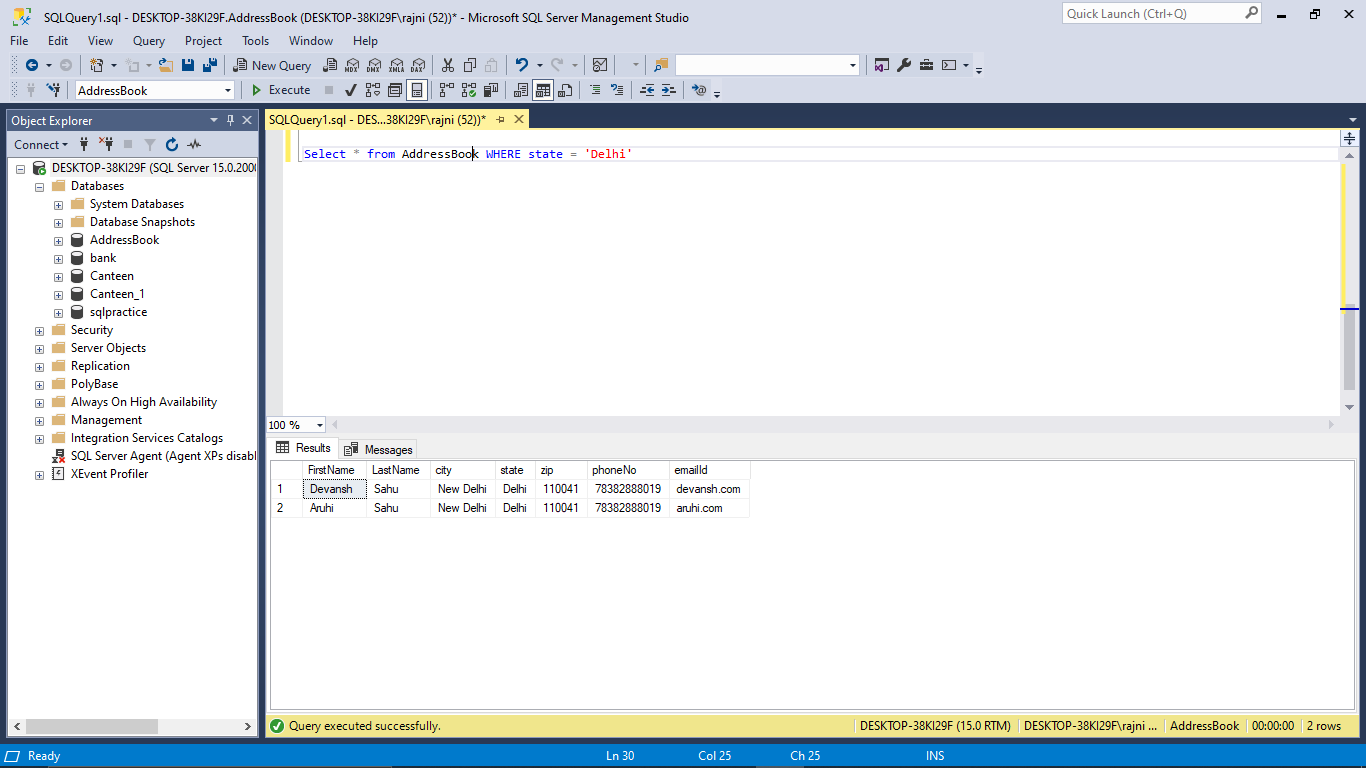 SQLQuery1.sql - DESKTOP-38KI29F.AddressBook (DESKTOP-38KI29F\rajni (52))* - Microsoft SQL Server Management Studio
Quick Launch (Ctrl+Q)
File Edit View Query Project Tools Window Help
New Query MDX DMX XMLA DAX
AddressBook Execute
Object Explorer
Connect
DESKTOP-38KI29F (SQL Server 15.0.2000
Databases
System Databases
Database Snapshots
AddressBook
bank
Canteen
Canteen_1
sqlpractice
Security
Server Objects
Replication
PolyBase
Always On High Availability
Management
Integration Services Catalogs
SQL Server Agent (Agent XPs disabl
XEvent Profiler
SQLQuery1.sql - DES...38KI29F\rajni (52))*
Select * from AddressBook WHERE state = 'Delhi'
100 %
Results Messages
FirstName LastName city state zip phoneNo emailId
1 Devansh Sahu New Delhi Delhi 110041 78382888019 devansh.com
2 Aruhi Sahu New Delhi Delhi 110041 78382888019 aruhi.com
Query executed successfully. DESKTOP-38KI29F (15.0 RTM) DESKTOP-38KI29F\rajni ... AddressBook 00:00:00 2 rows
Ready Ln 30 Col 25 Ch 25 INS